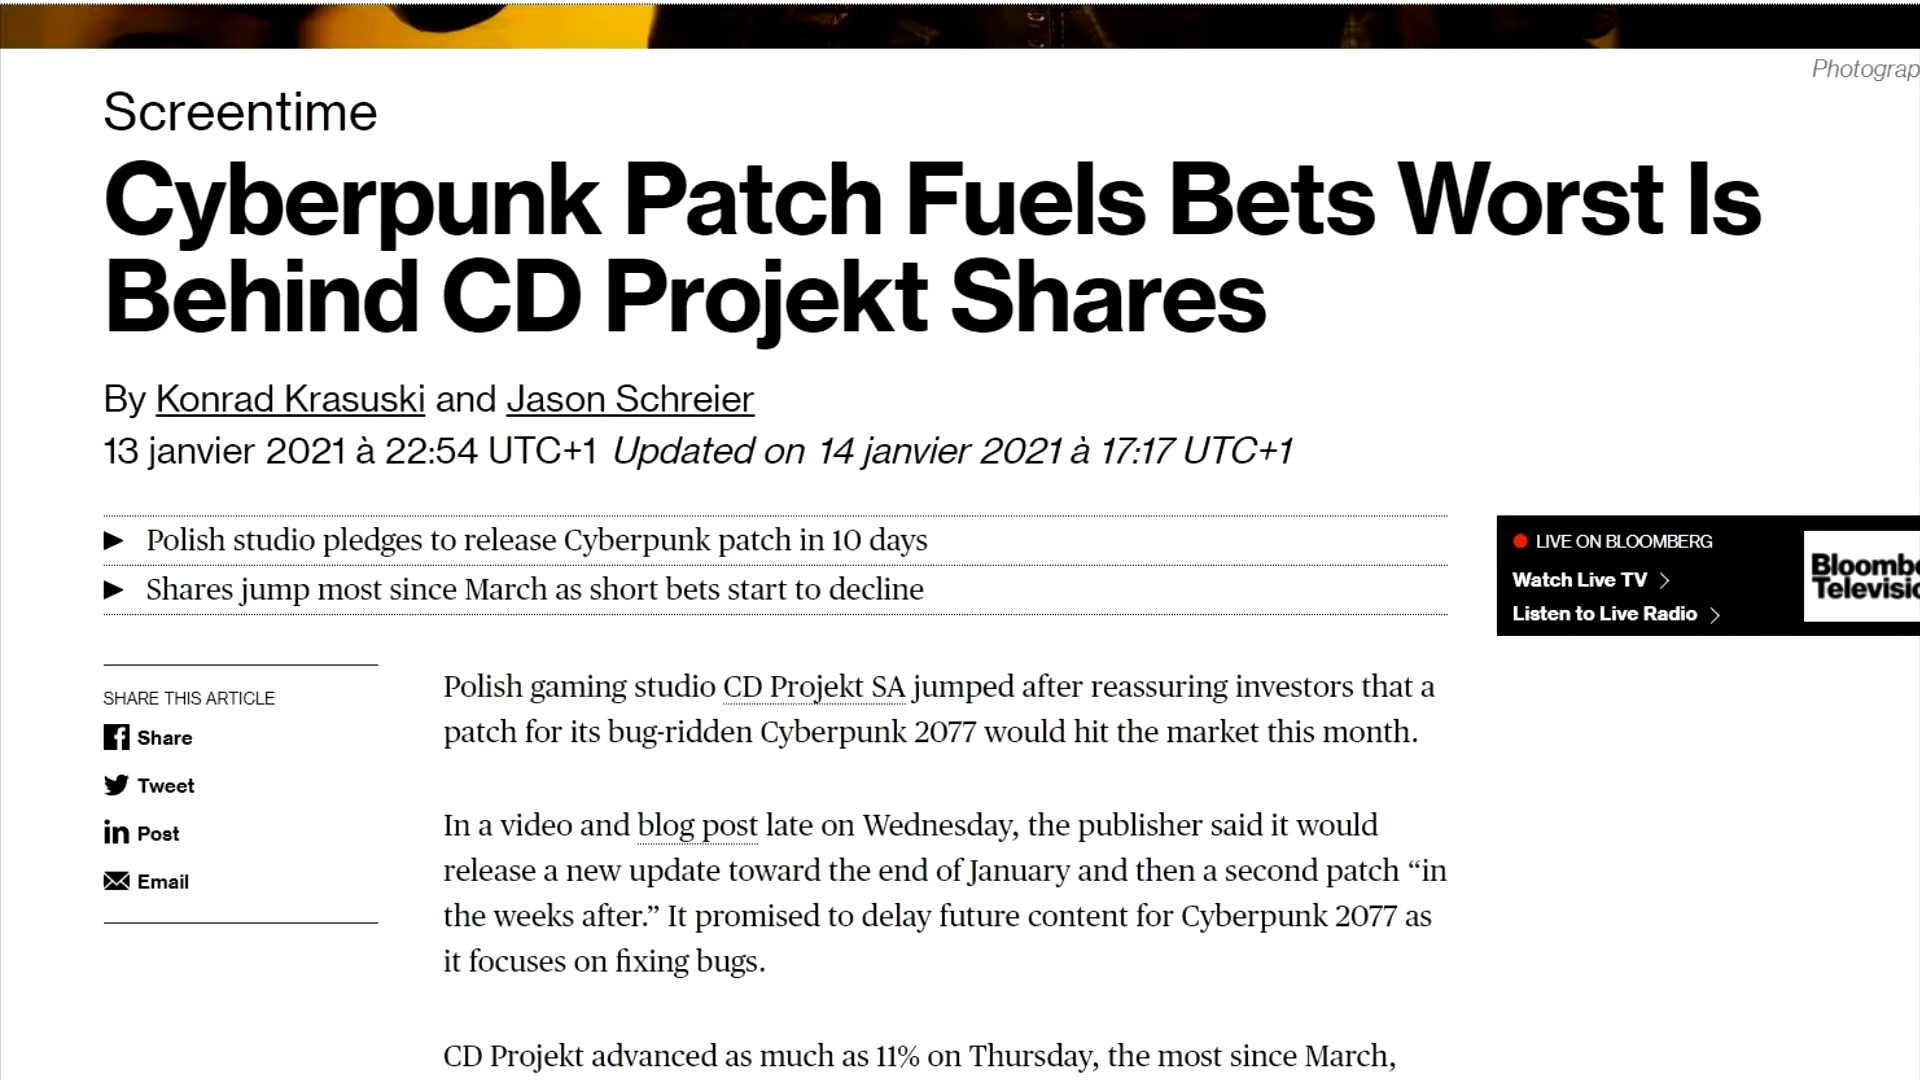 Screentime
Cyberpunk Patch Fuels Bets Worst Is
Behind CD Projekt Shares
By Konrad Krasuski and Jason Schreier
13 janvier 2021 à 22:54 UTC+1 Updated on 14 janvier 2021 à 17:17 UTC+1
▶ Polish studio pledges to release Cyberpunk patch in 10 days
▶ Shares jump most since March as short bets start to decline
LIVE ON BLOOMBERG
Watch Live TV >
Listen to Live Radio >
SHARE THIS ARTICLE
Share
Tweet
in Post
Email
Polish gaming studio CD Projekt SA jumped after reassuring investors that a
patch for its bug-ridden Cyberpunk 2077 would hit the market this month.
In a video and blog post late on Wednesday, the publisher said it would
release a new update toward the end of January and then a second patch “in
the weeks after.” It promised to delay future content for Cyberpunk 2077 as
it focuses on fixing bugs.
CD Projekt advanced as much as 11% on Thursday, the most since March,